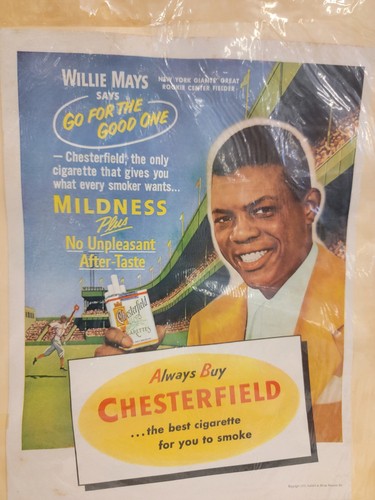 WILLIE MAYS
NEW YORK GIANTS' GREAT
ROOKIE CENTER FIELDER
SAYS
GO FOR THE
GOOD ONE
— Chesterfield, the only
cigarette that gives you
what every smoker wants...
MILDNESS
Plus
No Unpleasant
After-Taste
Chesterfield
Always Buy
CHESTERFIELD
...the best cigarette
for you to smoke